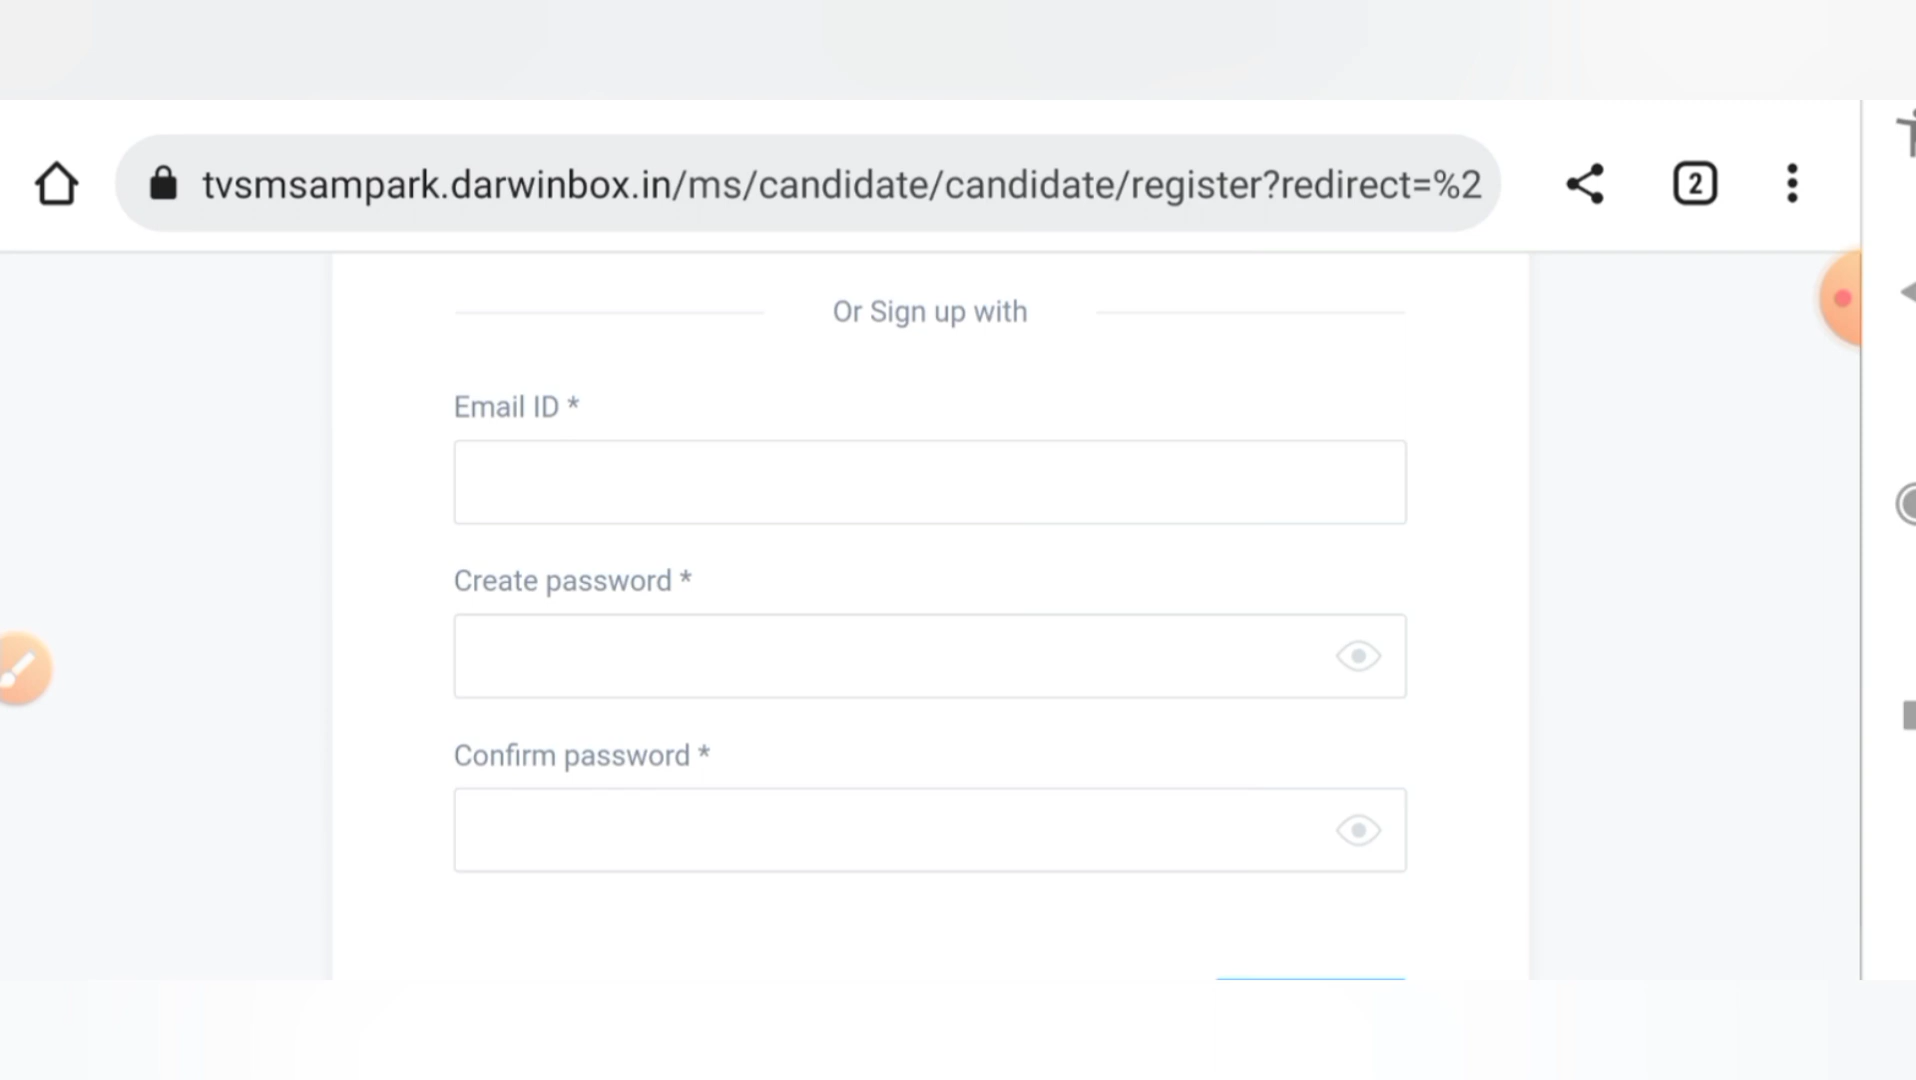 tvsmsampark.darwinbox.in/ms/candidate/candidate/register?redirect=%2
2
Or Sign up with
Email ID *
Create password *
Confirm password *